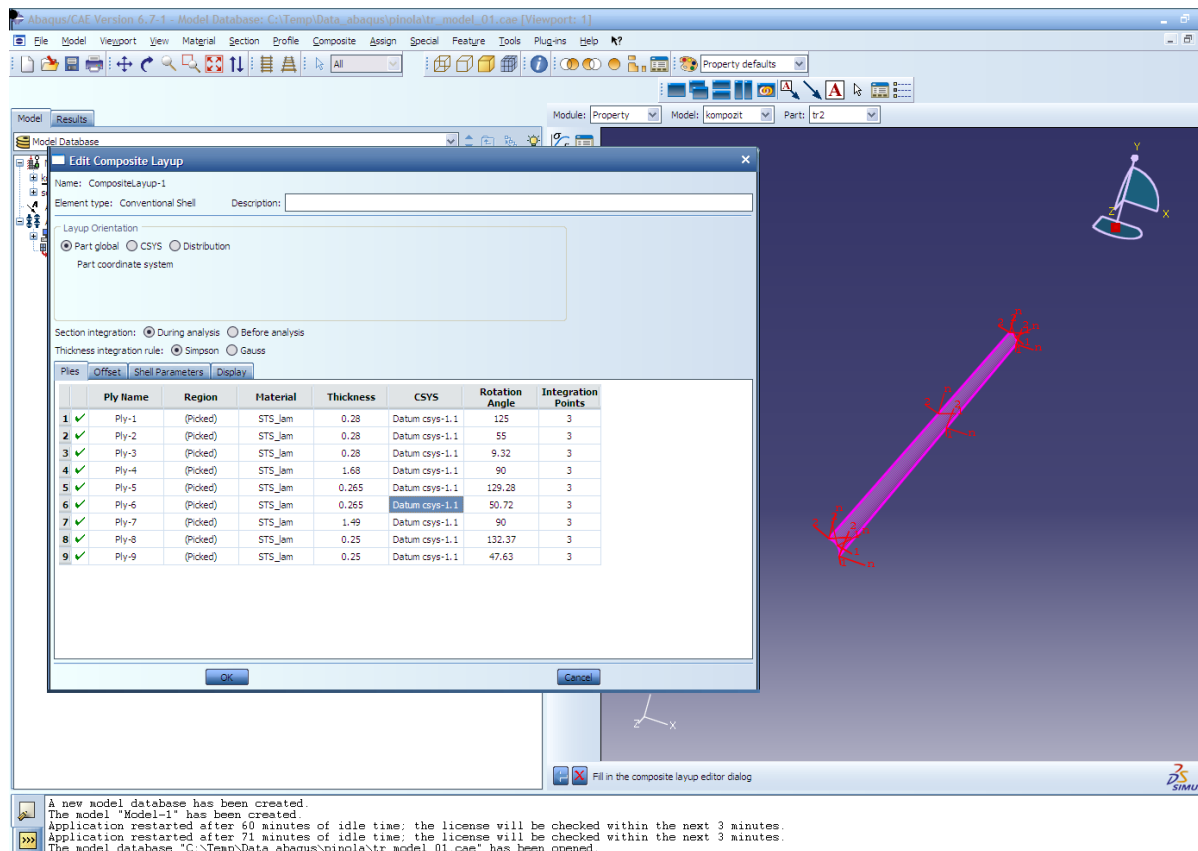 Abaqus/CAE Version 6.7-1 - Model Database: C:\Temp\Data_abaqus\pinola\tr_model_01.cae [Viewport: 1]
File Model Viewport View Material Section Profile Composite Assign Special Feature Tools Plug-ins Help
All Property defaults
A A
Model Results Module: Property Model: kompozit Part: tr2
Model Database
Edit Composite Layup
Name: CompositeLayup-1
Element type: Conventional Shell Description:
Layup Orientation
Part global CSYS Distribution
Part coordinate system
Section integration: During analysis Before analysis
Thickness integration rule: Simpson Gauss
Plies Offset Shell Parameters Display
Ply Name Region Material Thickness CSYS Rotation Angle Integration Points
1 Ply-1 (Picked) STS_lam 0.28 Datum csys-1.1 125 3
2 Ply-2 (Picked) STS_lam 0.28 Datum csys-1.1 55 3
3 Ply-3 (Picked) STS_lam 0.28 Datum csys-1.1 9.32 3
4 Ply-4 (Picked) STS_lam 1.68 Datum csys-1.1 90 3
5 Ply-5 (Picked) STS_lam 0.265 Datum csys-1.1 129.28 3
6 Ply-6 (Picked) STS_lam 0.265 Datum csys-1.1 50.72 3
7 Ply-7 (Picked) STS_lam 1.49 Datum csys-1.1 90 3
8 Ply-8 (Picked) STS_lam 0.25 Datum csys-1.1 132.37 3
9 Ply-9 (Picked) STS_lam 0.25 Datum csys-1.1 47.63 3
OK Cancel
Y
Z X
Z X
Fill in the composite layup editor dialog
SIMU
A new model database has been created.
The model "Model-1" has been created.
Application restarted after 60 minutes of idle time; the license will be checked within the next 3 minutes.
Application restarted after 71 minutes of idle time; the license will be checked within the next 3 minutes.
The model database "C:\Temp\Data_abaqus\pinola\tr_model_01.cae" has been opened.